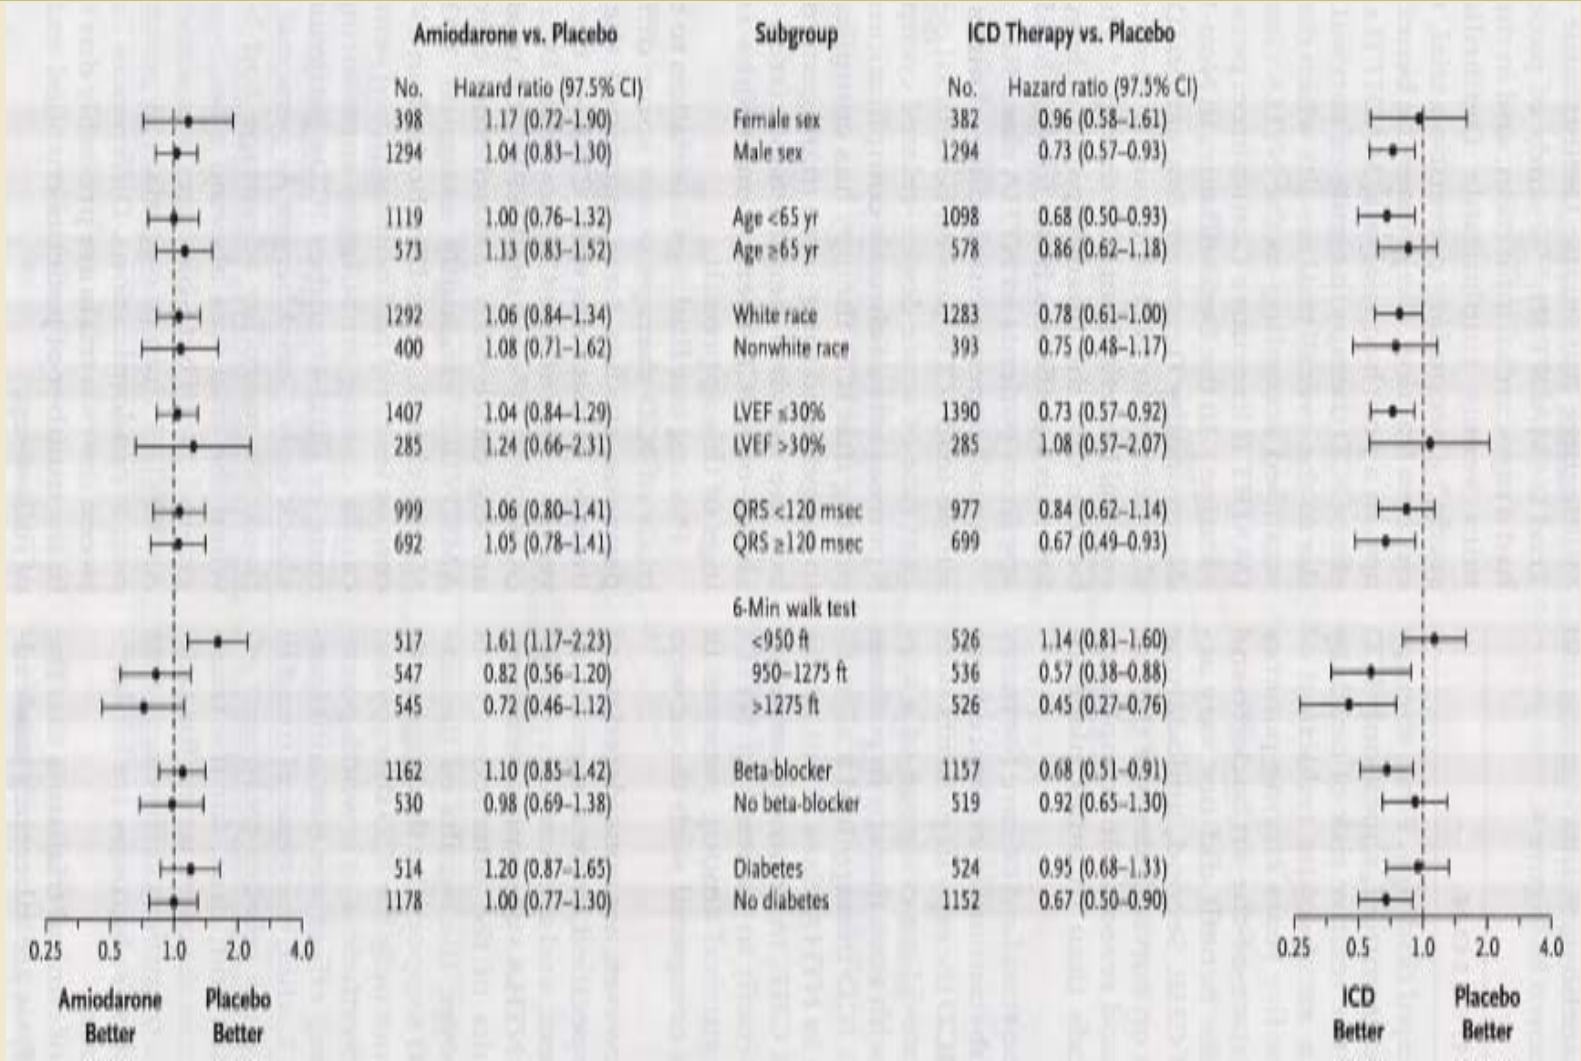 Amiodarone vs. Placebo Subgroup ICD Therapy vs. Placebo
No. Hazard ratio (97.5% CI) No. Hazard ratio (97.5% CI)
398 1.17 (0.72–1.90) Female sex 382 0.96 (0.58–1.61)
1294 1.04 (0.83–1.30) Male sex 1294 0.73 (0.57–0.93)
1119 1.00 (0.76–1.32) Age <65 yr 1098 0.68 (0.50–0.93)
573 1.13 (0.83–1.52) Age ≥65 yr 578 0.86 (0.62–1.18)
1292 1.06 (0.84–1.34) White race 1283 0.78 (0.61–1.00)
400 1.08 (0.71–1.62) Nonwhite race 393 0.75 (0.48–1.17)
1407 1.04 (0.84–1.29) LVEF ≤30% 1390 0.73 (0.57–0.92)
285 1.24 (0.66–2.31) LVEF >30% 285 1.08 (0.57–2.07)
999 1.06 (0.80–1.41) QRS <120 msec 977 0.84 (0.62–1.14)
692 1.05 (0.78–1.41) QRS ≥120 msec 699 0.67 (0.49–0.93)
6-Min walk test
517 1.61 (1.17–2.23) <950 ft 526 1.14 (0.81–1.60)
547 0.82 (0.56–1.20) 950–1275 ft 536 0.57 (0.38–0.88)
545 0.72 (0.46–1.12) >1275 ft 526 0.45 (0.27–0.76)
1162 1.10 (0.85–1.42) Beta-blocker 1157 0.68 (0.51–0.91)
530 0.98 (0.69–1.38) No beta-blocker 519 0.92 (0.65–1.30)
514 1.20 (0.87–1.65) Diabetes 524 0.95 (0.68–1.33)
1178 1.00 (0.77–1.30) No diabetes 1152 0.67 (0.50–0.90)
0.25 0.5 1.0 2.0 4.0 0.25 0.5 1.0 2.0 4.0
Amiodarone Placebo ICD Placebo
Better Better Better Better